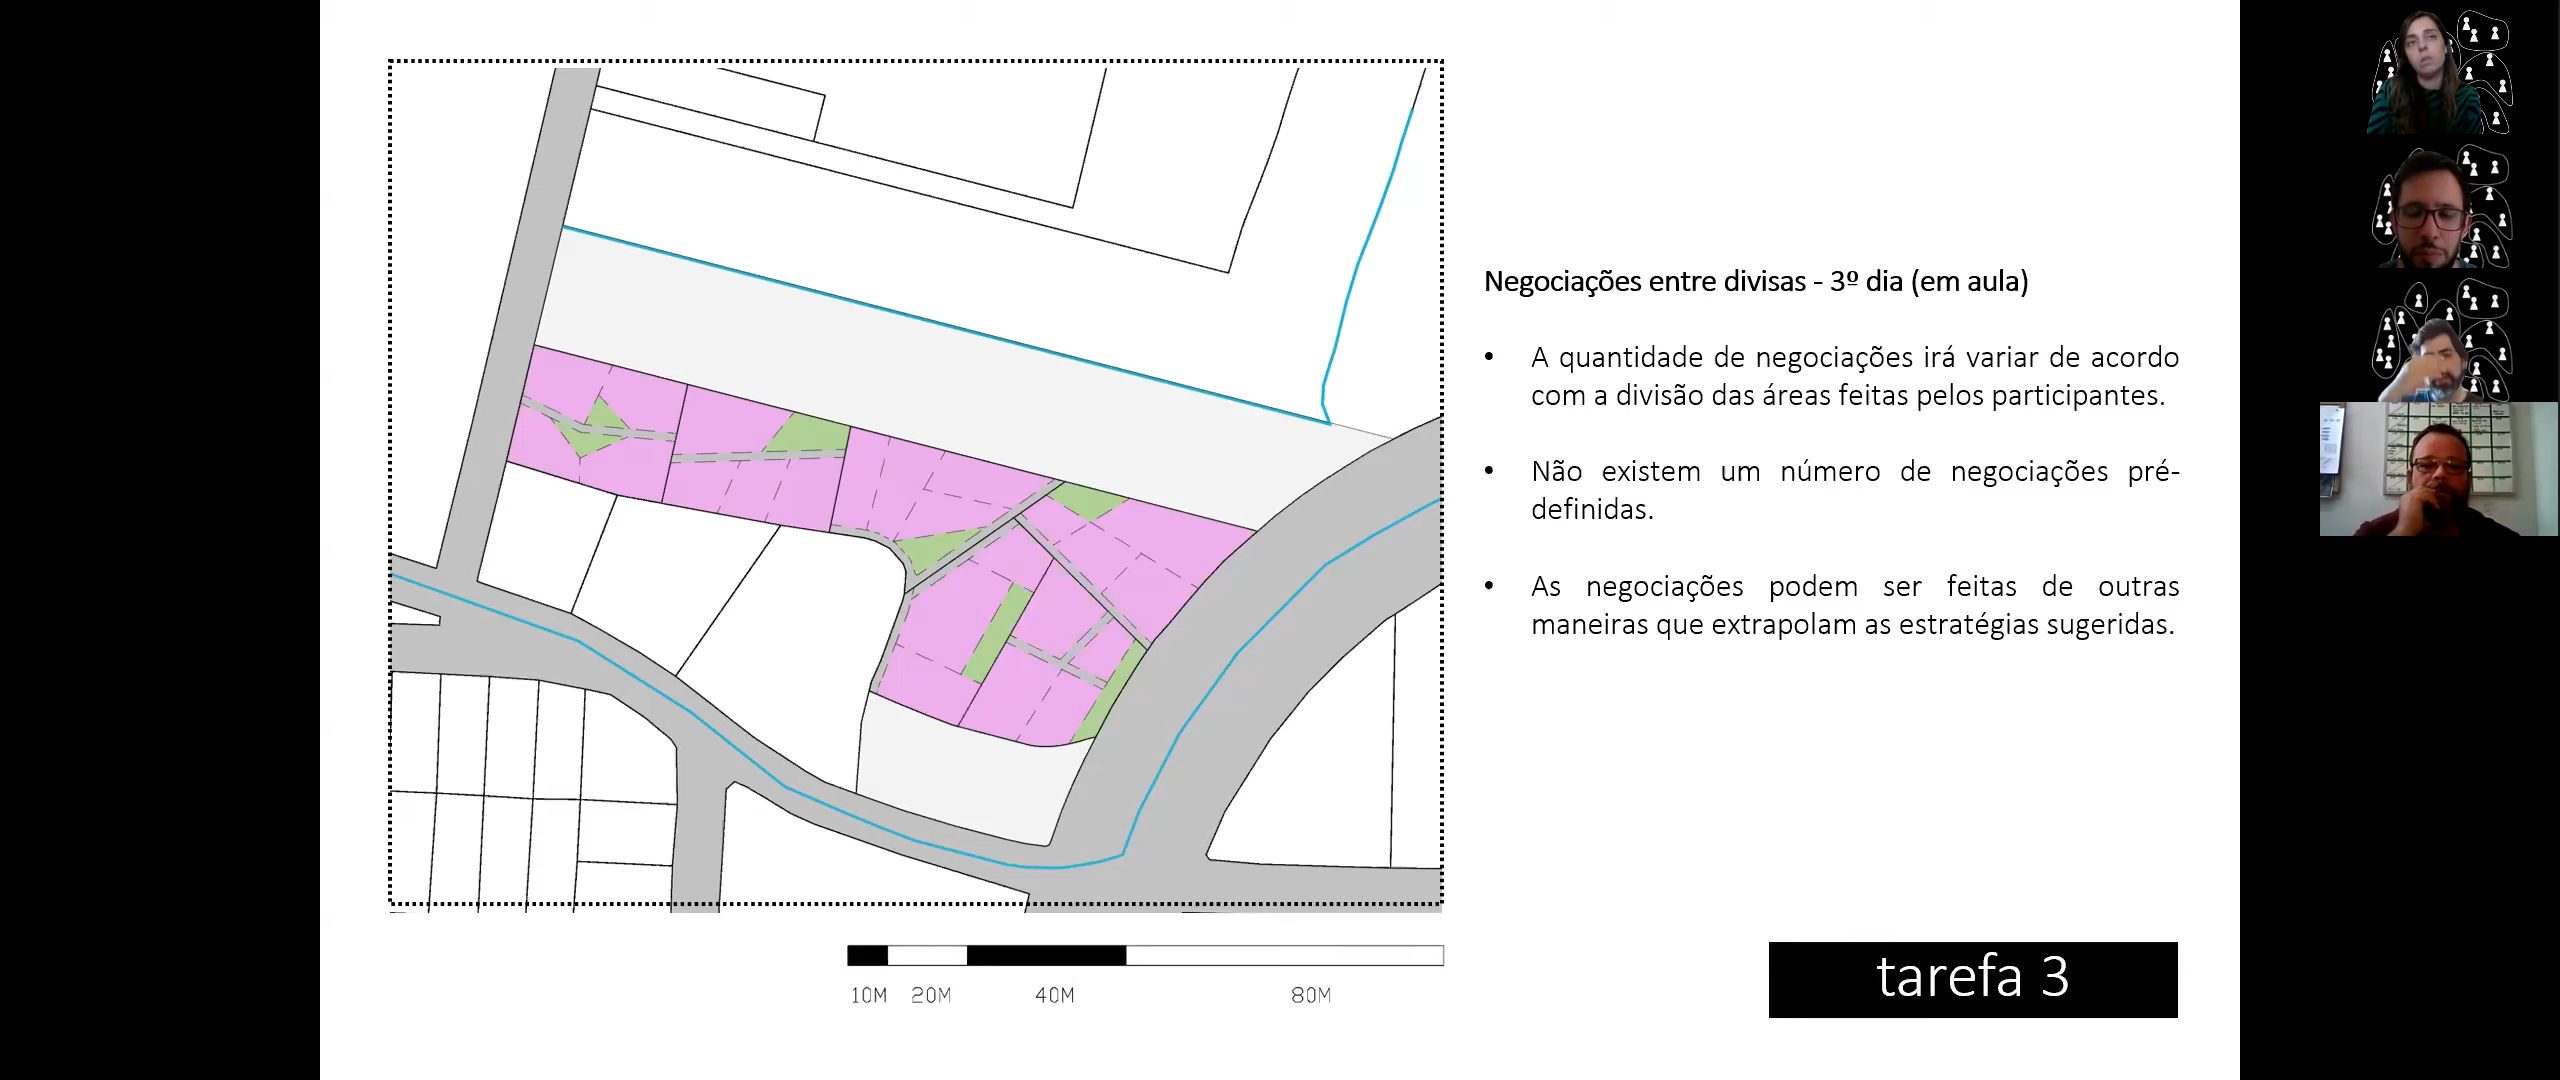 Negociações entre divisas - 3º dia (em aula)
• A quantidade de negociações irá variar de acordo
com a divisão das áreas feitas pelos participantes.
• Não existem um número de negociações pré-
definidas.
• As negociações podem ser feitas de outras
maneiras que extrapolam as estratégias sugeridas.
10M 20M 40M 80M
tarefa 3